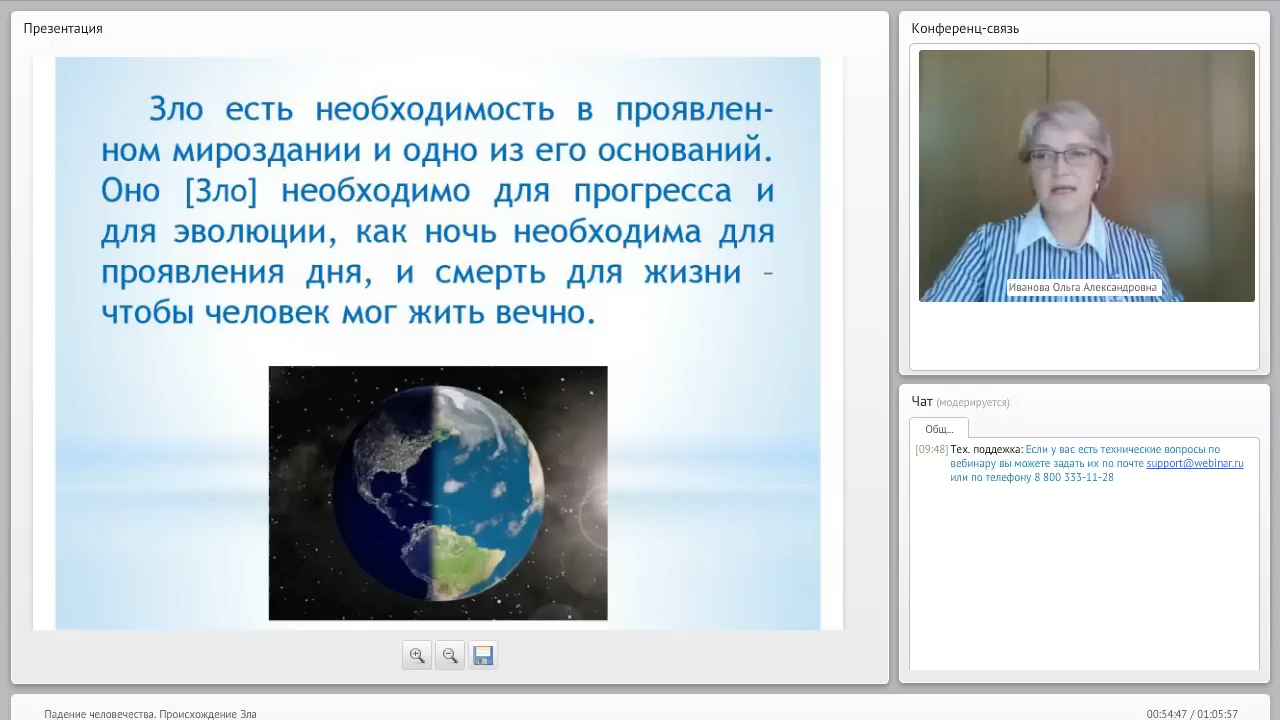 Презентация
Зло есть необходимость в проявлен-
ном мироздании и одно из его оснований.
Оно [Зло] необходимо для прогресса и
для эволюции, как ночь необходима для
проявления дня, и смерть для жизни –
чтобы человек мог жить вечно.
Конференц-связь
Иванова Ольга Александровна
Чат (модерируется)
Общ...
[09:48] Тех. поддежка: Если у вас есть технические вопросы по
вебинару вы можете задать их по почте support@webinar.ru
или по телефону 8 800 333-11-28
Падение человечества. Происхождение Зла
00:54:47 / 01:05:57